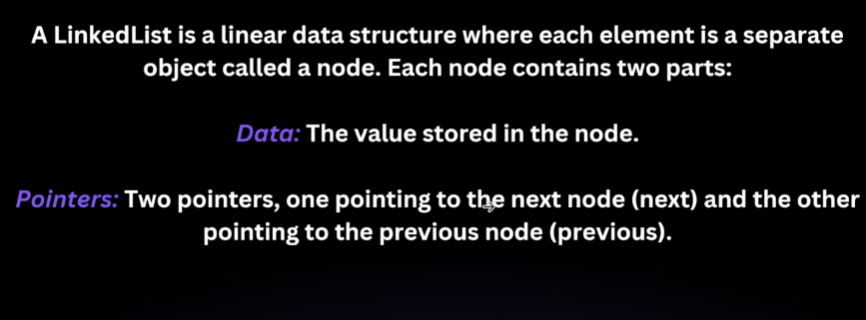 A LinkedList is a linear data structure where each element is a separate
object called a node. Each node contains two parts:
Data: The value stored in the node.
Pointers: Two pointers, one pointing to the next node (next) and the other
pointing to the previous node (previous).